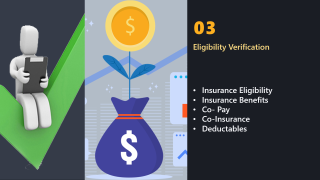 $
$
03
Eligibility Verification
• Insurance Eligibility
• Insurance Benefits
• Co- Pay
• Co-Insurance
• Deductables